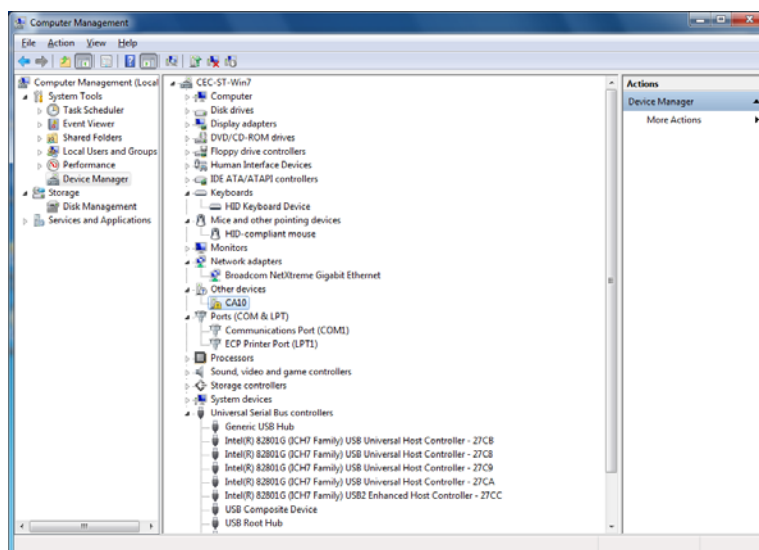 Computer Management
File Action View Help
Computer Management (Local
System Tools
Task Scheduler
Event Viewer
Shared Folders
Local Users and Groups
Performance
Device Manager
Storage
Disk Management
Services and Applications
CEC-ST-Win7
Computer
Disk drives
Display adapters
DVD/CD-ROM drives
Floppy drive controllers
Human Interface Devices
IDE ATA/ATAPI controllers
Keyboards
HID Keyboard Device
Mice and other pointing devices
HID-compliant mouse
Monitors
Network adapters
Broadcom NetXtreme Gigabit Ethernet
Other devices
CA10
Ports (COM & LPT)
Communications Port (COM1)
ECP Printer Port (LPT1)
Processors
Sound, video and game controllers
Storage controllers
System devices
Universal Serial Bus controllers
Generic USB Hub
Intel(R) 82801G (ICH7 Family) USB Universal Host Controller - 27CB
Intel(R) 82801G (ICH7 Family) USB Universal Host Controller - 27C8
Intel(R) 82801G (ICH7 Family) USB Universal Host Controller - 27C9
Intel(R) 82801G (ICH7 Family) USB Universal Host Controller - 27CA
Intel(R) 82801G (ICH7 Family) USB2 Enhanced Host Controller - 27CC
USB Composite Device
USB Root Hub
Actions
Device Manager
More Actions